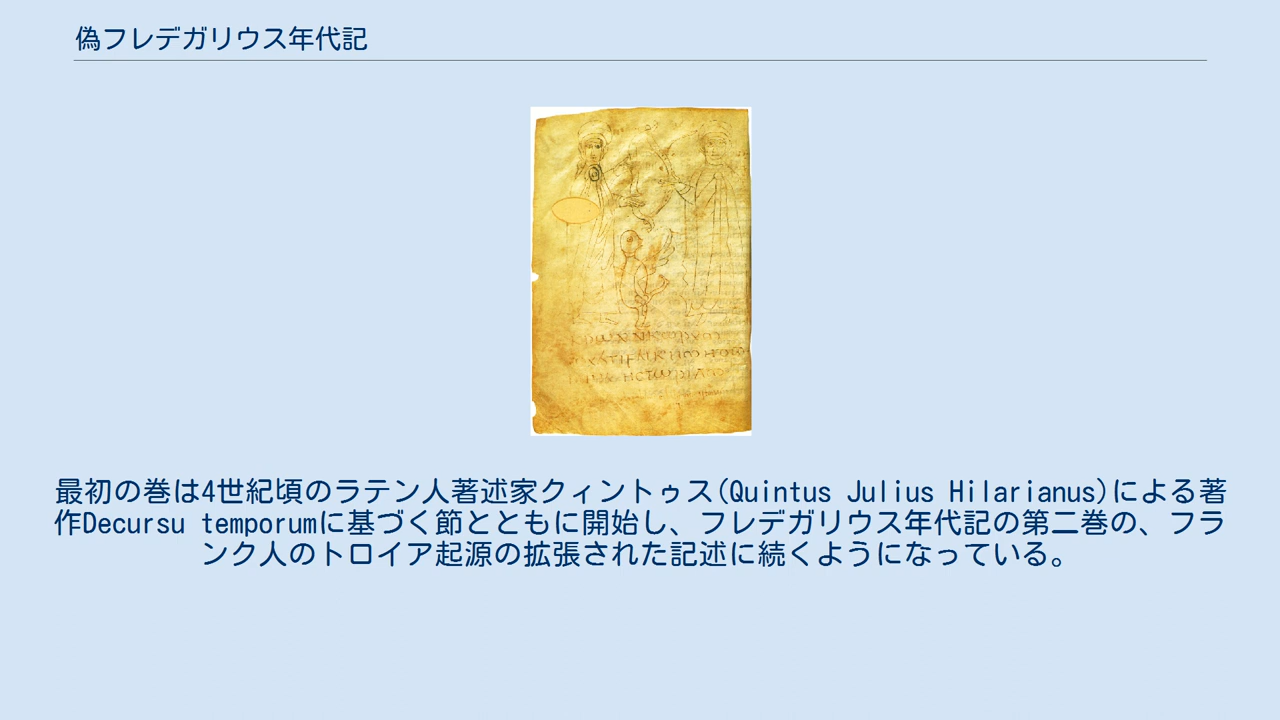 偽フレデガリウス年代記
最初の巻は4世紀頃のラテン人著述家クィントゥス(Quintus Julius Hilarianus)による著
作Decursu temporumに基づく節とともに開始し、フレデガリウス年代記の第二巻の、フラ
ンク人のトロイア起源の拡張された記述に続くようになっている。